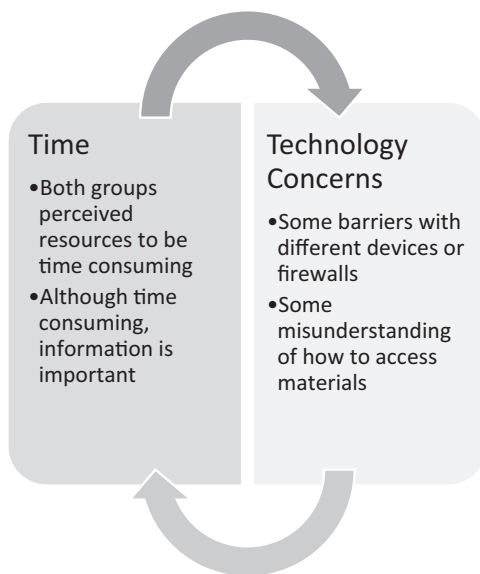 Time
•Both groups
perceived
resources to be
time consuming
•Although time
consuming,
information is
important
Technology
Concerns
•Some barriers with
different devices or
firewalls
•Some
misunderstanding
of how to access
materials